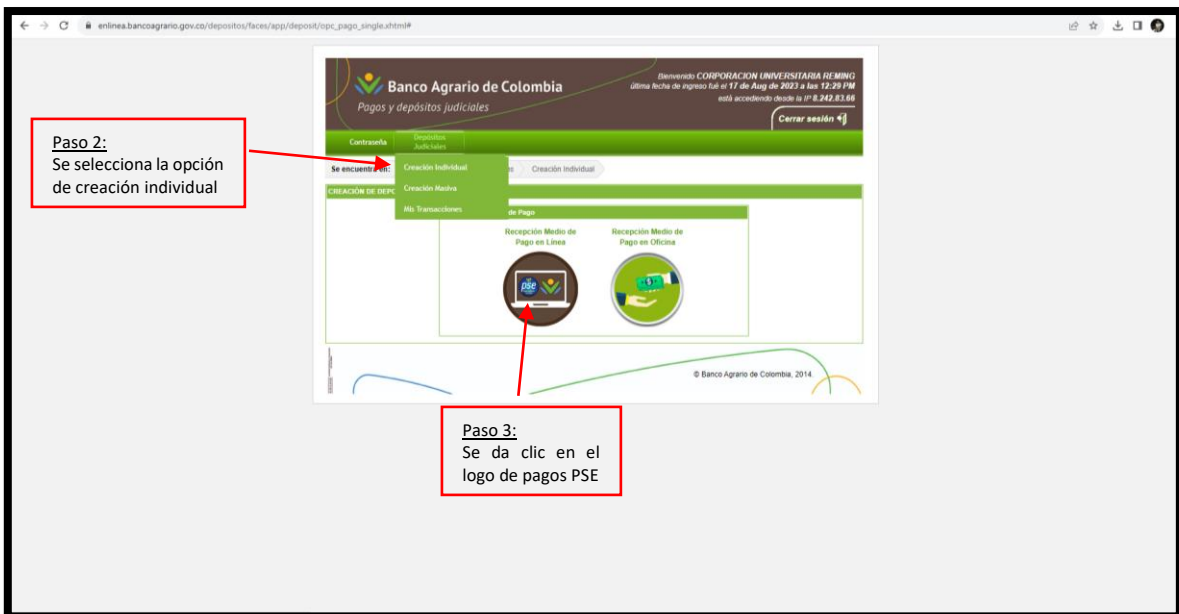 enlinea.bancoagrario.gov.co/depositos/faces/app/deposit/opc_pago_single.xhtml#
Banco Agrario de Colombia
Pagos y depósitos judiciales
Bienvenido CORPORACION UNIVERSITARIA REMING
última fecha de ingreso fué el 17 de Aug de 2023 a las 12:29 PM
está accediendo desde la IP 8.242.83.66
Cerrar sesión
Contraseña
Depósitos
Judiciales
Paso 2:
Se selecciona la opción
de creación individual
Se encuentra en:
Creación Individual
Creación Individual
CREACIÓN DE DEPO
Creación Masiva
Mis Transacciones
de Pago
Recepción Medio de
Pago en Línea
Recepción Medio de
Pago en Oficina
pse
© Banco Agrario de Colombia, 2014.
Paso 3:
Se da clic en el
logo de pagos PSE